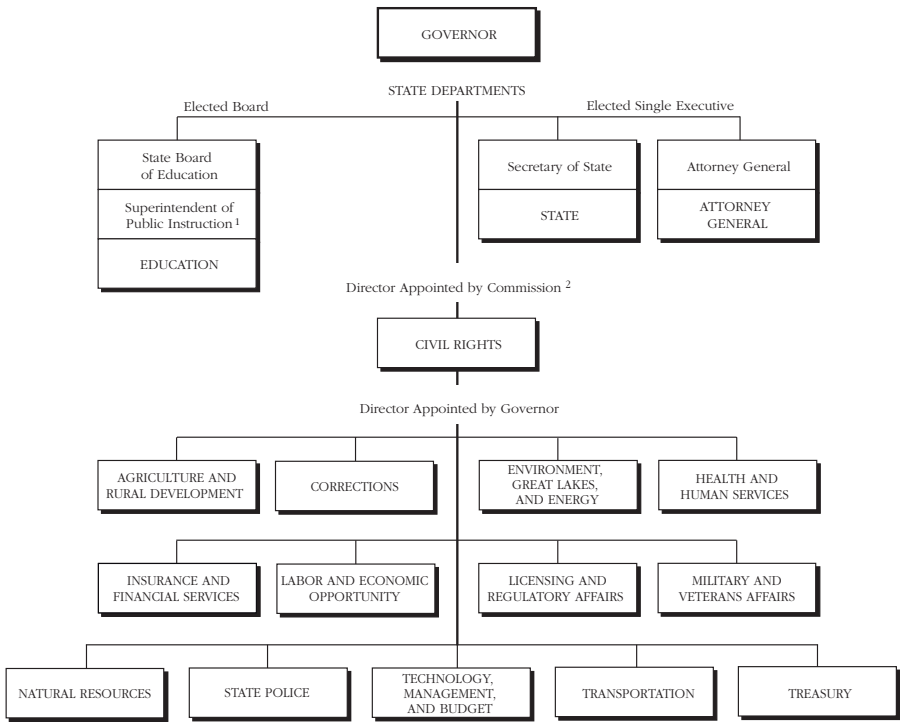 GOVERNOR
STATE DEPARTMENTS
Elected Board
Elected Single Executive
State Board
of Education
Superintendent of
Public Instruction 1
EDUCATION
Secretary of State
STATE
Attorney General
ATTORNEY
GENERAL
Director Appointed by Commission 2
CIVIL RIGHTS
Director Appointed by Governor
AGRICULTURE AND
RURAL DEVELOPMENT
CORRECTIONS
ENVIRONMENT,
GREAT LAKES,
AND ENERGY
HEALTH AND
HUMAN SERVICES
INSURANCE AND
FINANCIAL SERVICES
LABOR AND ECONOMIC
OPPORTUNITY
LICENSING AND
REGULATORY AFFAIRS
MILITARY AND
VETERANS AFFAIRS
NATURAL RESOURCES
STATE POLICE
TECHNOLOGY,
MANAGEMENT,
AND BUDGET
TRANSPORTATION
TREASURY